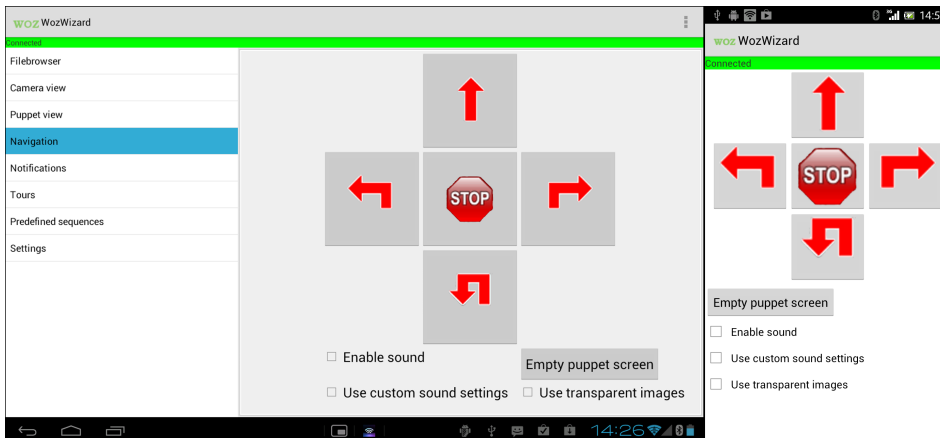 woz WozWizard
Connected
Filebrowser
Camera view
Puppet view
Navigation
Notifications
Tours
Predefined sequences
Settings
STOP
Enable sound
Empty puppet screen
Use custom sound settings
Use transparent images
14:26
14:5
woz WozWizard
Connected
STOP
Empty puppet screen
Enable sound
Use custom sound settings
Use transparent images